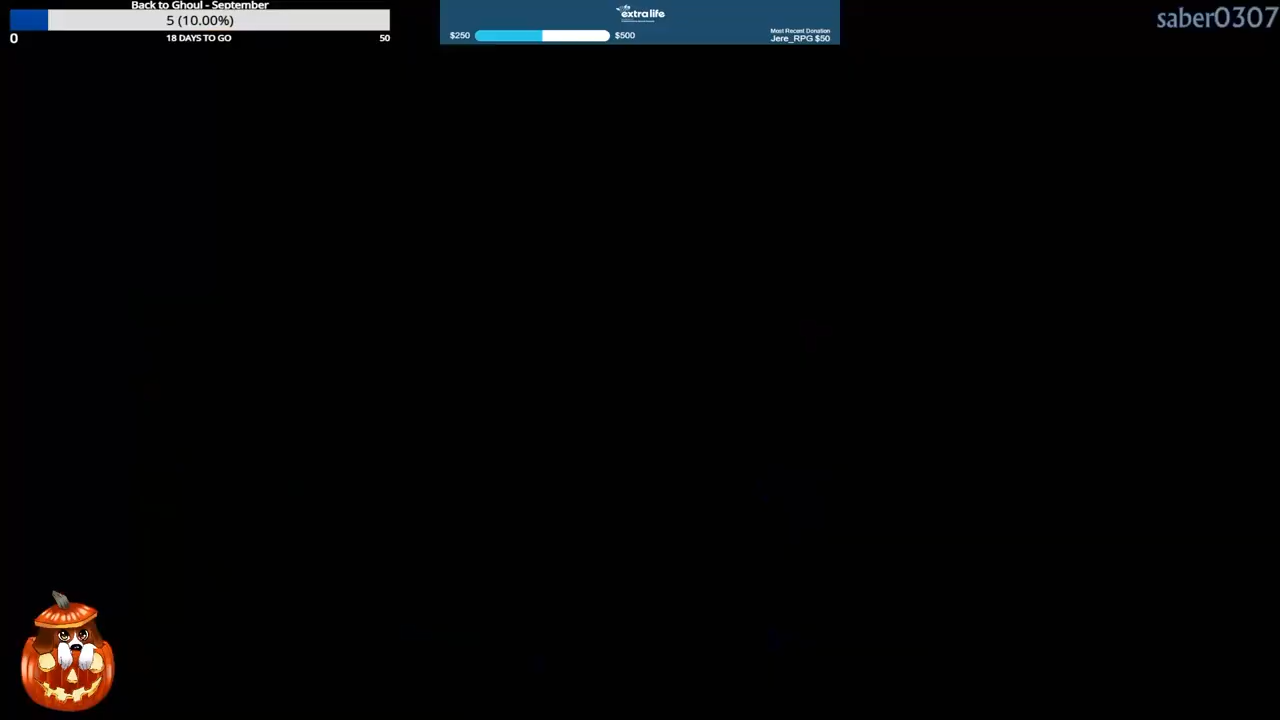 Back to Ghoul - September
5 (10.00%)
0
18 DAYS TO GO
50
extra life
$250
$500
Most Recent Donation
Jere_RPG $50
saber0307